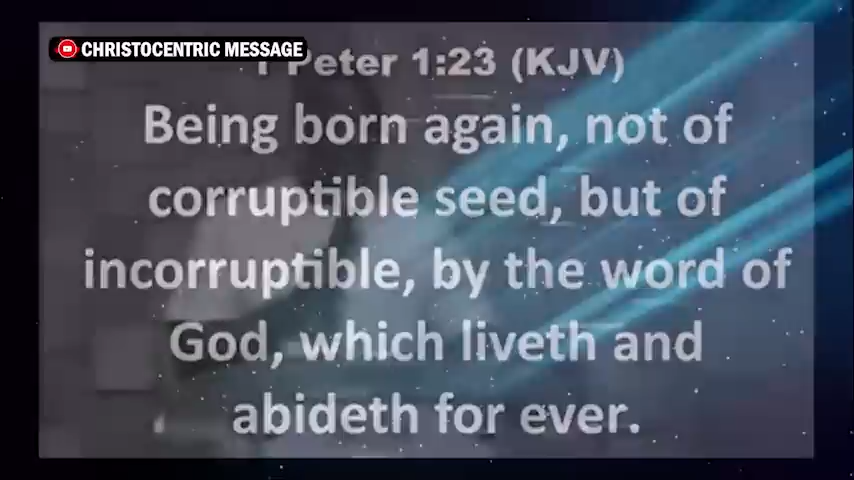 CHRISTOCENTRIC MESSAGE
1 Peter 1:23 (KJV)
Being born again, not of
corruptible seed, but of
incorruptible, by the word of
God, which liveth and
abideth for ever.